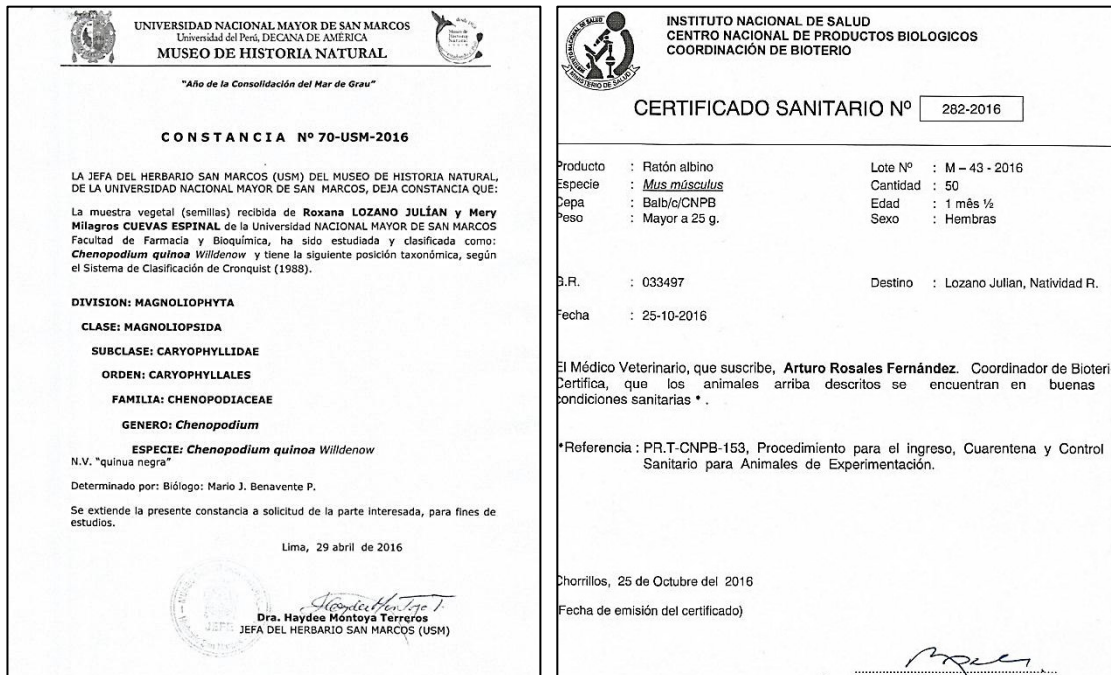 UNIVERSIDAD NACIONAL MAYOR DE SAN MARCOS
Universidad del Perú, DECANA DE AMÉRICA
MUSEO DE HISTORIA NATURAL
"Año de la Consolidación del Mar de Grau"
CONSTANCIA Nº 70-USM-2016
LA JEFA DEL HERBARIO SAN MARCOS (USM) DEL MUSEO DE HISTORIA NATURAL,
DE LA UNIVERSIDAD NACIONAL MAYOR DE SAN MARCOS, DEJA CONSTANCIA QUE:
La muestra vegetal (semillas) recibida de Roxana LOZANO JULÍAN y Mery
Milagros CUEVAS ESPINAL de la Universidad NACIONAL MAYOR DE SAN MARCOS
Facultad de Farmacia y Bioquímica, ha sido estudiada y clasificada como:
Chenopodium quinoa Willdenow y tiene la siguiente posición taxonómica, según
el Sistema de Clasificación de Cronquist (1988).
DIVISION: MAGNOLIOPHYTA
CLASE: MAGNOLIOPSIDA
SUBCLASE: CARYOPHYLLIDAE
ORDEN: CARYOPHYLLALES
FAMILIA: CHENOPODIACEAE
GENERO: Chenopodium
ESPECIE: Chenopodium quinoa Willdenow
N.V. "quinua negra"
Determinado por: Biólogo: Mario J. Benavente P.
Se extiende la presente constancia a solicitud de la parte interesada, para fines de
estudios.
Lima, 29 abril de 2016
Dra. Haydee Montoya Terreros
JEFA DEL HERBARIO SAN MARCOS (USM)
INSTITUTO NACIONAL DE SALUD
CENTRO NACIONAL DE PRODUCTOS BIOLOGICOS
COORDINACIÓN DE BIOTERIO
CERTIFICADO SANITARIO Nº 282-2016
Producto : Ratón albino Lote Nº : M – 43 - 2016
Especie : Mus músculus Cantidad : 50
Cepa : Balb/c/CNPB Edad : 1 mês ½
Peso : Mayor a 25 g. Sexo : Hembras
G.R. : 033497 Destino : Lozano Julian, Natividad R.
Fecha : 25-10-2016
El Médico Veterinario, que suscribe, Arturo Rosales Fernández. Coordinador de Bioteri
Certifica, que los animales arriba descritos se encuentran en buenas
condiciones sanitarias * .
*Referencia : PR.T-CNPB-153, Procedimiento para el ingreso, Cuarentena y Control
Sanitario para Animales de Experimentación.
Chorrillos, 25 de Octubre del 2016
(Fecha de emisión del certificado)